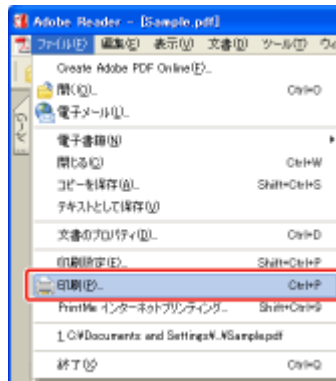 Adobe Reader - [Sample.pdf]
ファイル(F) 編集(E) 表示(V) 文書(D) ツール(T) ウ
Create Adobe PDF Online(F)...
開く(O)... Ctrl+O
電子メール(L)...
電子書籍(N)
閉じる(C) Ctrl+W
コピーを保存(A)... Shift+Ctrl+S
テキストとして保存(V)
文書のプロパティ(D)... Ctrl+D
印刷設定(E)... Shift+Ctrl+P
印刷(P)... Ctrl+P
PrintMe インターネットプリンティング... Shift+Ctrl+9
1 C:¥Documents and Settings¥..¥Sample.pdf
終了(X) Ctrl+Q
ページ